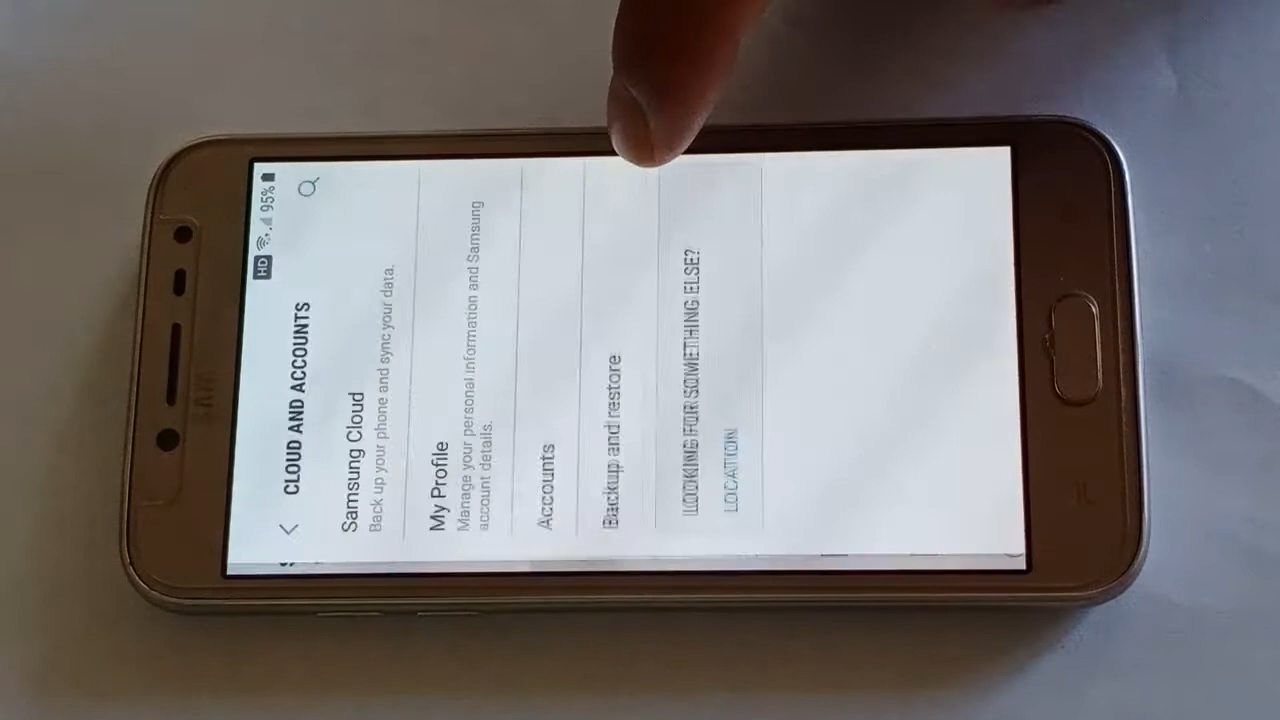 HD 95%
CLOUD AND ACCOUNTS
Samsung Cloud
Back up your phone and sync your data.
My Profile
Manage your personal information and Samsung
account details.
Accounts
Backup and restore
LOOKING FOR SOMETHING ELSE?
LOCATION